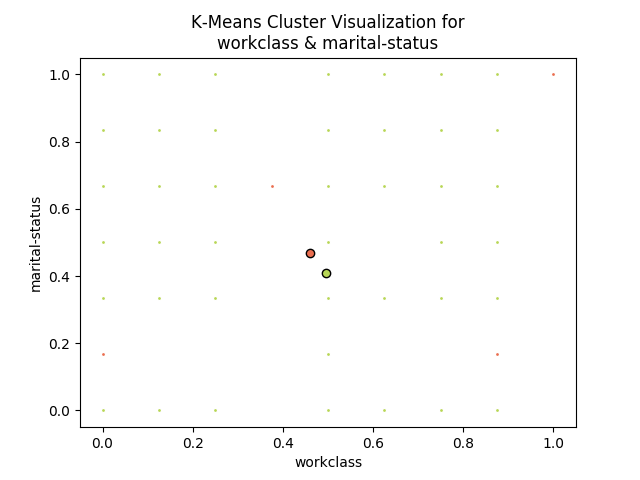 K-Means Cluster Visualization for
workclass & marital-status
1.0
0.8
0.6
0.4
0.2
0.0
marital-status
0.0 0.2 0.4 0.6 0.8 1.0
workclass